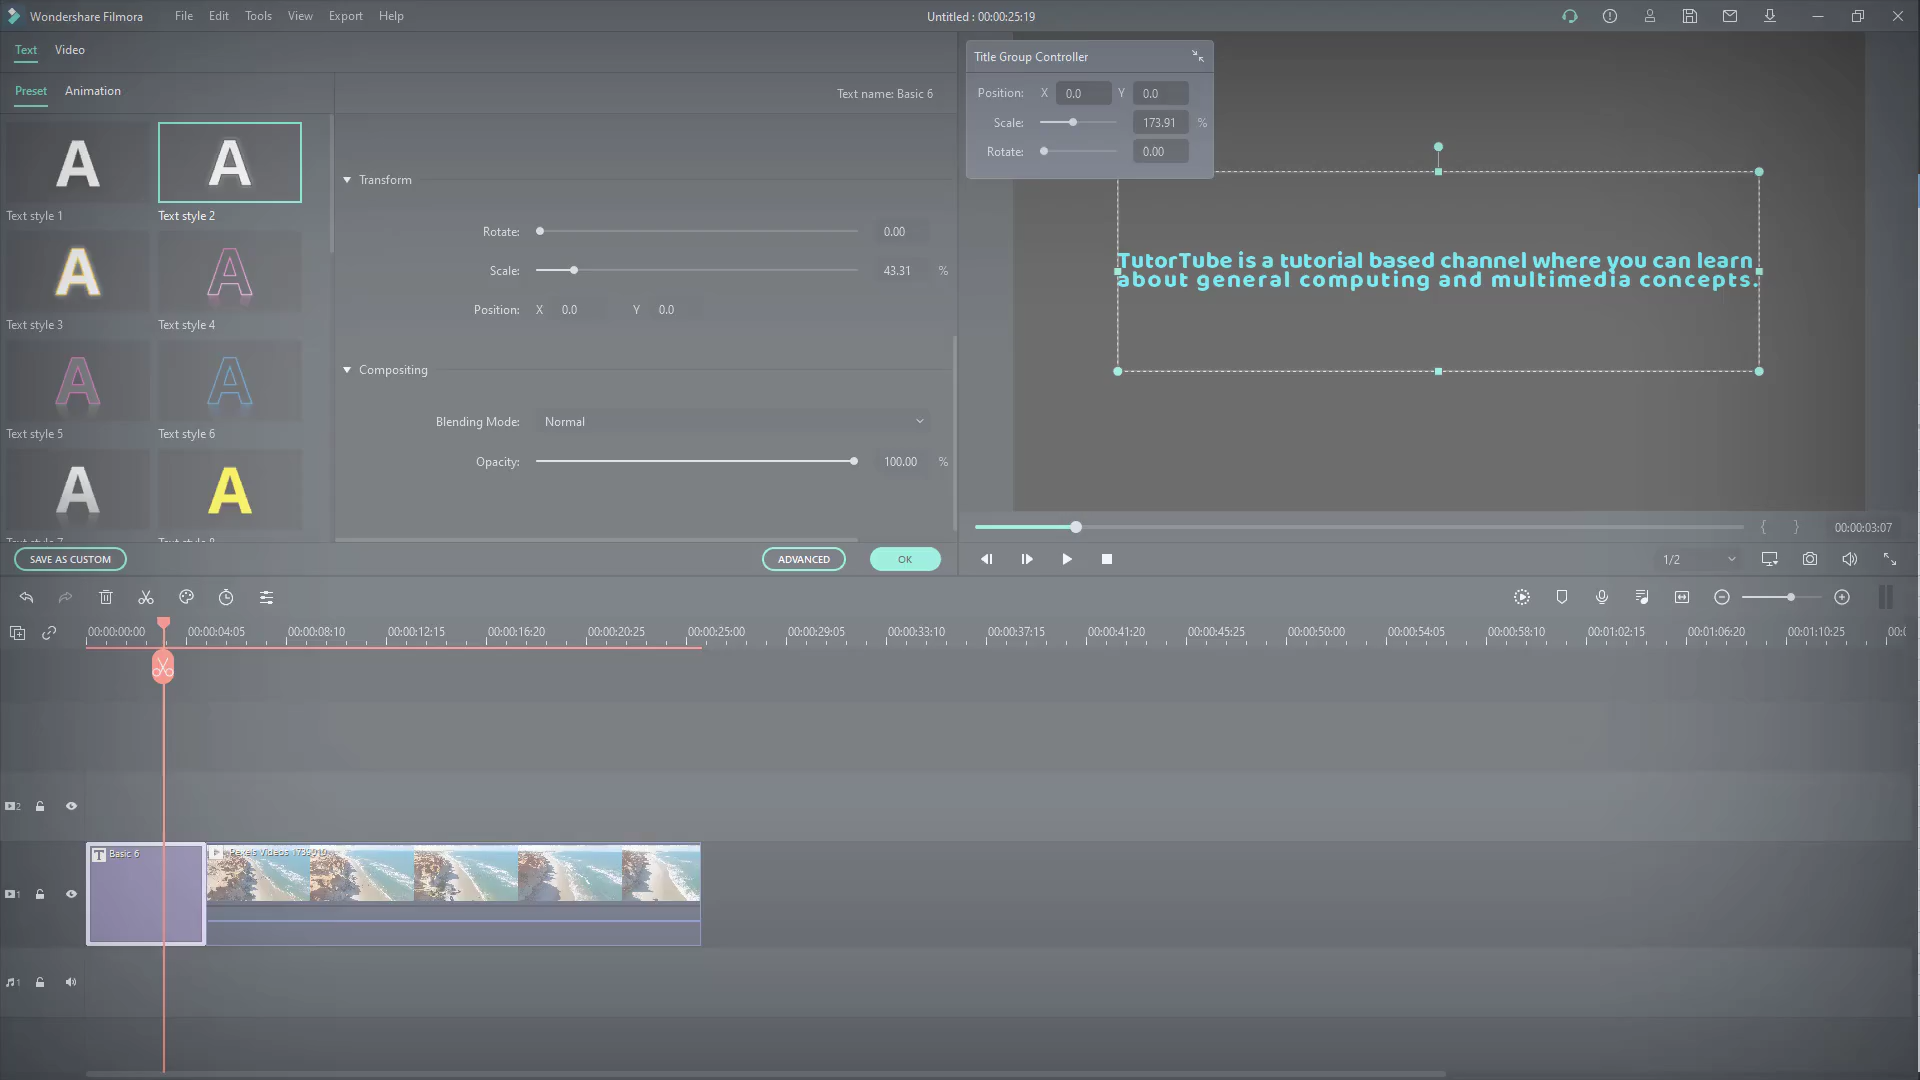 Wondershare Filmora File Edit Tools View Export Help Untitled : 00:00:25:19
Text Video
Preset Animation
Text name: Basic 6
Text style 1 Text style 2
Text style 3 Text style 4
Text style 5 Text style 6
Transform
Rotate: 0.00
Scale: 43.31 %
Position: X 0.0 Y 0.0
Compositing
Blending Mode: Normal
Opacity: 100.00 %
SAVE AS CUSTOM ADVANCED OK
Title Group Controller
Position: X 0.0 Y 0.0
Scale: 173.91 %
Rotate: 0.00
TutorTube is a tutorial based channel where you can learn
about general computing and multimedia concepts.
{ } 00:00:03:07
1/2
00:00:00:00 00:00:04:05 00:00:08:10 00:00:12:15 00:00:16:20 00:00:20:25 00:00:25:00 00:00:29:05 00:00:33:10 00:00:37:15 00:00:41:20 00:00:45:25 00:00:50:00 00:00:54:05 00:00:58:10 00:01:02:15 00:01:06:20 00:01:10:25
2
Basic 6 Pexels Videos
1
1